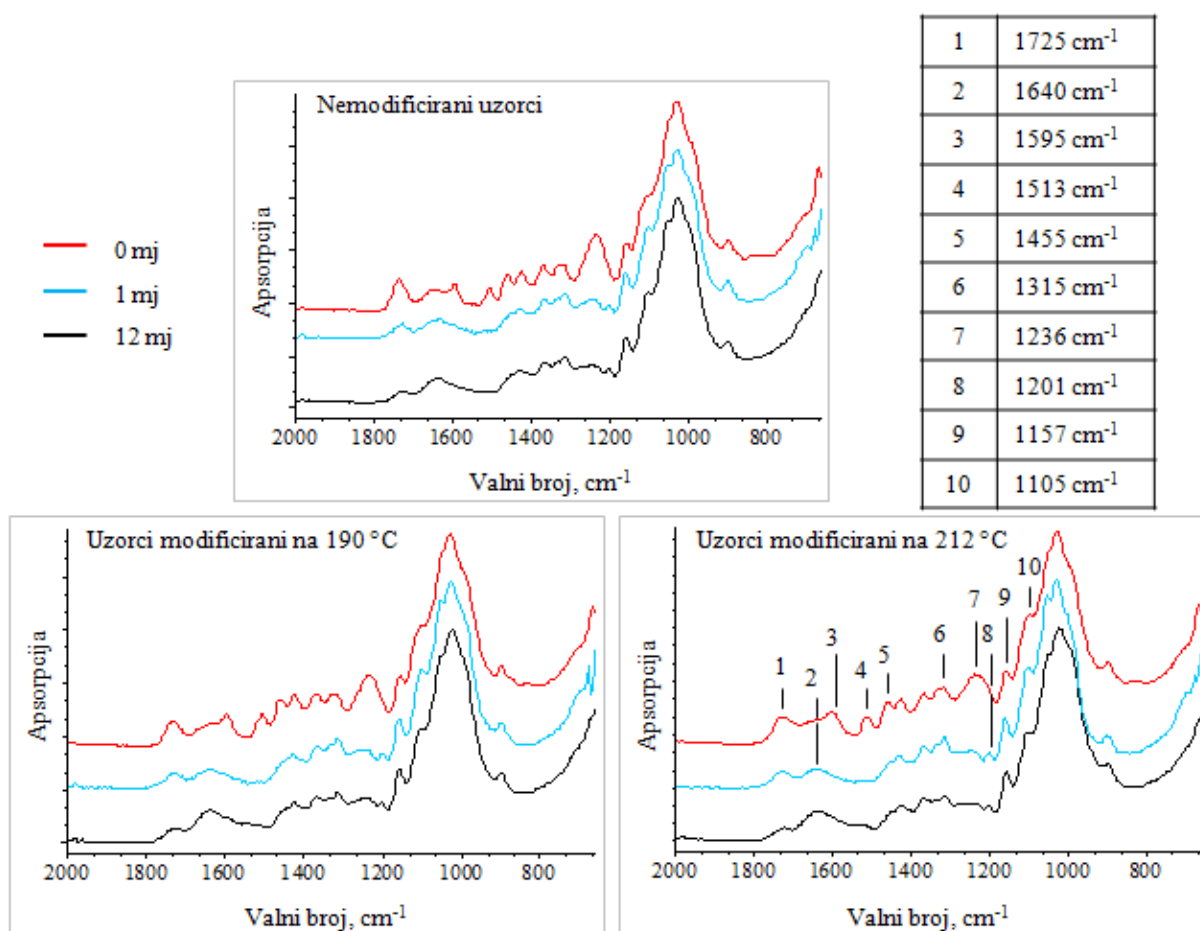 1 1725 cm⁻¹
2 1640 cm⁻¹
3 1595 cm⁻¹
4 1513 cm⁻¹
5 1455 cm⁻¹
6 1315 cm⁻¹
7 1236 cm⁻¹
8 1201 cm⁻¹
9 1157 cm⁻¹
10 1105 cm⁻¹
0 mj
1 mj
12 mj
Nemodificirani uzorci
Apsorpcija
2000 1800 1600 1400 1200 1000 800
Valni broj, cm⁻¹
Uzorci modificirani na 190 °C
Apsorpcija
2000 1800 1600 1400 1200 1000 800
Valni broj, cm⁻¹
Uzorci modificirani na 212 °C
Apsorpcija
1 2 3 4 5 6 7 8 9 10
2000 1800 1600 1400 1200 1000 800
Valni broj, cm⁻¹